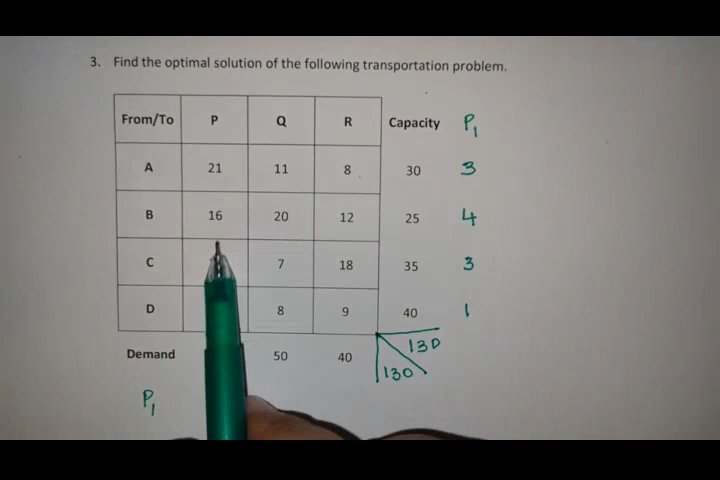 3. Find the optimal solution of the following transportation problem.
From/To P Q R Capacity P1
A 21 11 8 30 3
B 16 20 12 25 4
C 7 18 35 3
D 8 9 40 1
Demand 50 40 130
130
P1